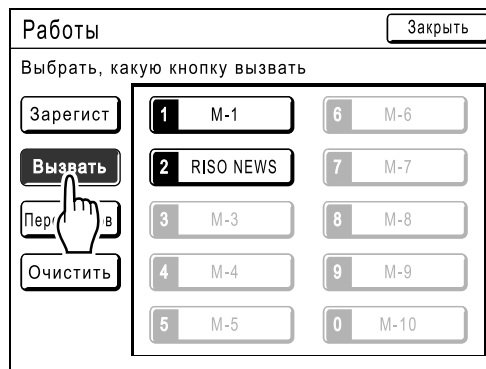 Работы
Закрыть
Выбрать, какую кнопку вызвать
Зарегист
Вызвать
Очистить
1 M-1
2 RISO NEWS
3 M-3
4 M-4
5 M-5
6 M-6
7 M-7
8 M-8
9 M-9
0 M-10